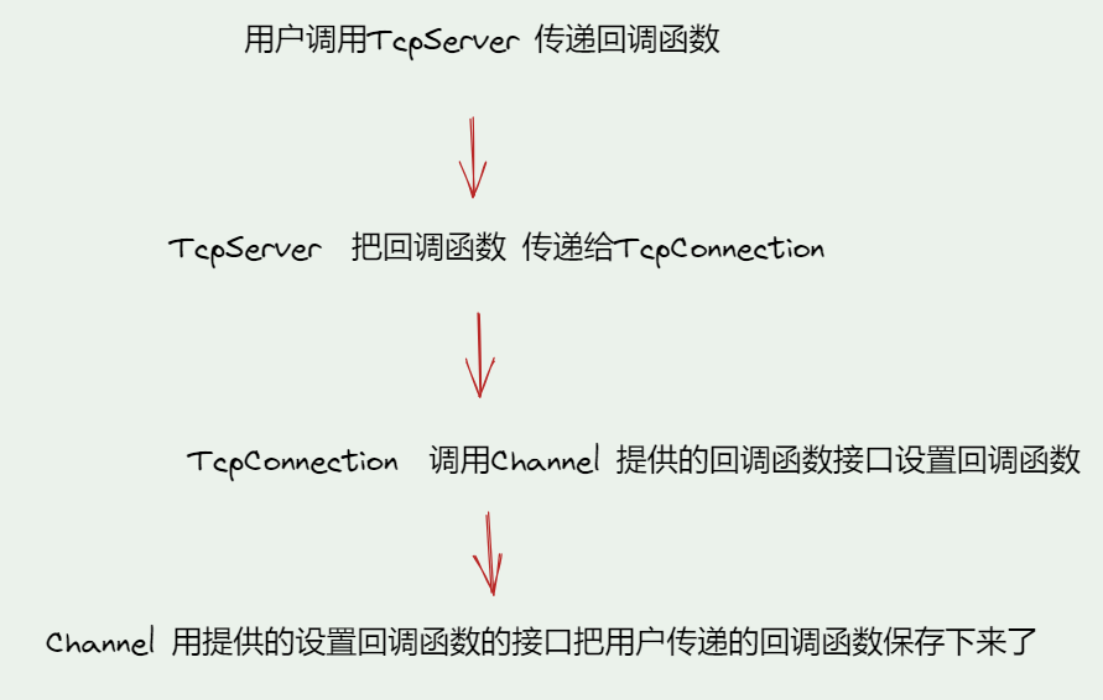 用户调用TcpServer 传递回调函数
TcpServer 把回调函数 传递给TcpConnection
TcpConnection 调用Channel 提供的回调函数接口设置回调函数
Channel 用提供的设置回调函数的接口把用户传递的回调函数保存下来了